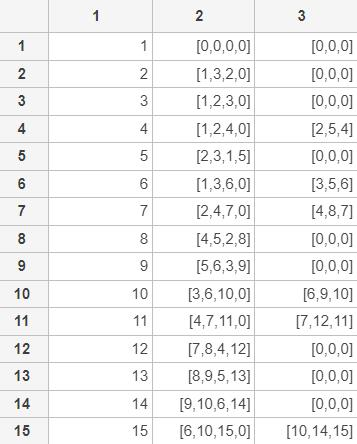 1 2 3
1 1 [0,0,0,0] [0,0,0]
2 2 [1,3,2,0] [0,0,0]
3 3 [1,2,3,0] [0,0,0]
4 4 [1,2,4,0] [2,5,4]
5 5 [2,3,1,5] [0,0,0]
6 6 [1,3,6,0] [3,5,6]
7 7 [2,4,7,0] [4,8,7]
8 8 [4,5,2,8] [0,0,0]
9 9 [5,6,3,9] [0,0,0]
10 10 [3,6,10,0] [6,9,10]
11 11 [4,7,11,0] [7,12,11]
12 12 [7,8,4,12] [0,0,0]
13 13 [8,9,5,13] [0,0,0]
14 14 [9,10,6,14] [0,0,0]
15 15 [6,10,15,0] [10,14,15]